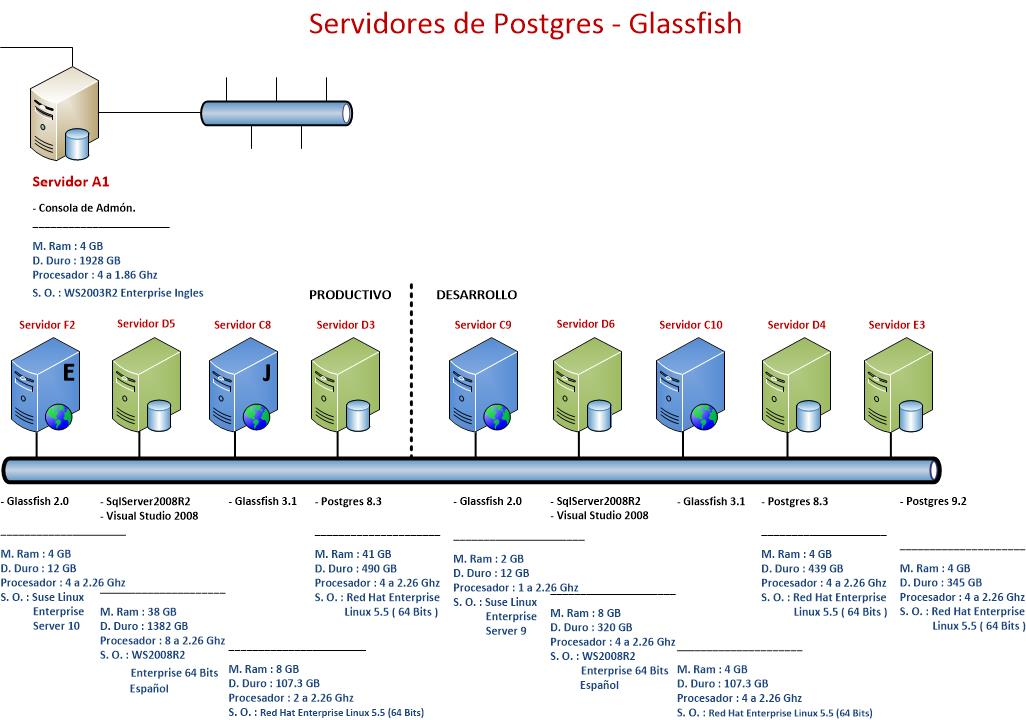 Servidores de Postgres - Glassfish
Servidor A1
- Consola de Admón.
M. Ram : 4 GB
D. Duro : 1928 GB
Procesador : 4 a 1.86 Ghz
S. O. : WS2003R2 Enterprise Ingles
PRODUCTIVO
DESARROLLO
Servidor F2
Servidor D5
Servidor C8
Servidor D3
Servidor C9
Servidor D6
Servidor C10
Servidor D4
Servidor E3
E
J
- Glassfish 2.0
M. Ram : 4 GB
D. Duro : 12 GB
Procesador : 4 a 2.26 Ghz
S. O. : Suse Linux
Enterprise
Server 10
- SqlServer2008R2
- Visual Studio 2008
M. Ram : 38 GB
D. Duro : 1382 GB
Procesador : 8 a 2.26 Ghz
S. O. : WS2008R2
Enterprise 64 Bits
Español
- Glassfish 3.1
M. Ram : 8 GB
D. Duro : 107.3 GB
Procesador : 2 a 2.26 Ghz
S. O. : Red Hat Enterprise Linux 5.5 (64 Bits)
- Postgres 8.3
M. Ram : 41 GB
D. Duro : 490 GB
Procesador : 4 a 2.26 Ghz
S. O. : Red Hat Enterprise
Linux 5.5 ( 64 Bits )
- Glassfish 2.0
M. Ram : 2 GB
D. Duro : 12 GB
Procesador : 1 a 2.26 Ghz
S. O. : Suse Linux
Enterprise
Server 9
- SqlServer2008R2
- Visual Studio 2008
M. Ram : 8 GB
D. Duro : 320 GB
Procesador : 4 a 2.26 Ghz
S. O. : WS2008R2
Enterprise 64 Bits
Español
- Glassfish 3.1
M. Ram : 4 GB
D. Duro : 107.3 GB
Procesador : 4 a 2.26 Ghz
S. O. : Red Hat Enterprise Linux 5.5 (64 Bits)
- Postgres 8.3
M. Ram : 4 GB
D. Duro : 439 GB
Procesador : 4 a 2.26 Ghz
S. O. : Red Hat Enterprise
Linux 5.5 ( 64 Bits )
- Postgres 9.2
M. Ram : 4 GB
D. Duro : 345 GB
Procesador : 4 a 2.26 Ghz
S. O. : Red Hat Enterprise
Linux 5.5 ( 64 Bits )